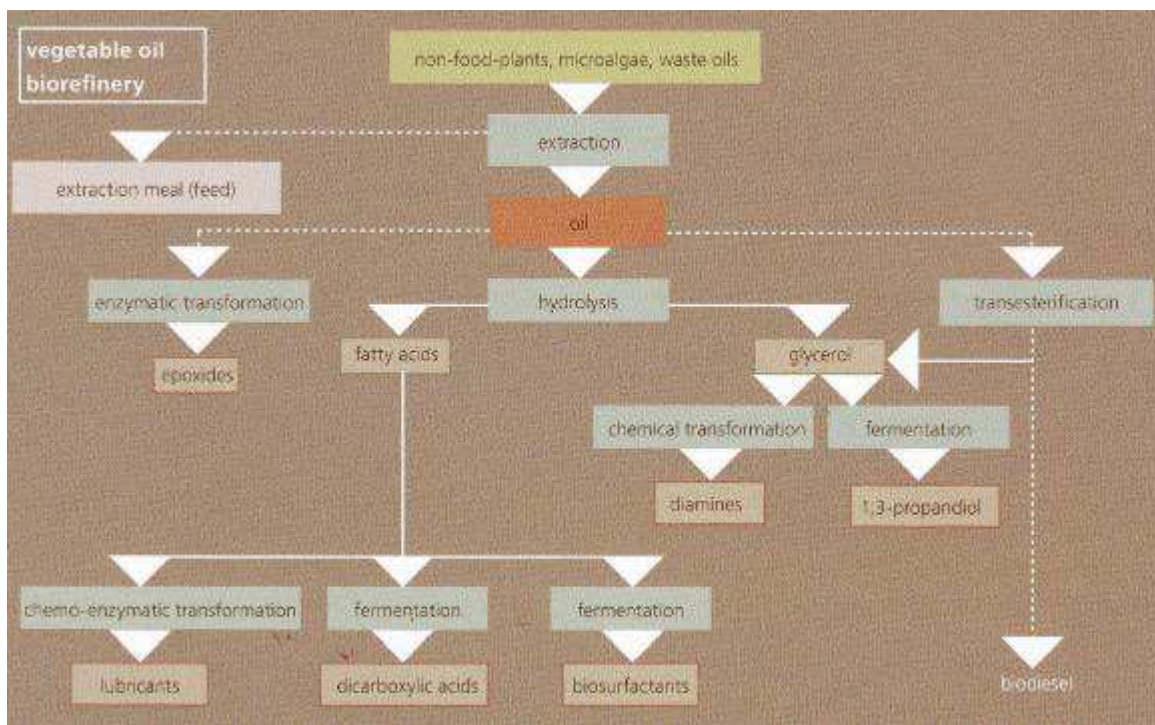 vegetable oil
biorefinery
non-food-plants, microalgae, waste oils
extraction
extraction meal (feed)
oil
enzymatic transformation
hydrolysis
transesterification
fatty acids
glycerol
epoxides
chemical transformation
fermentation
diamines
1,3-propandiol
chemo-enzymatic transformation
fermentation
fermentation
lubricants
dicarboxylic acids
biosurfactants
biodiesel